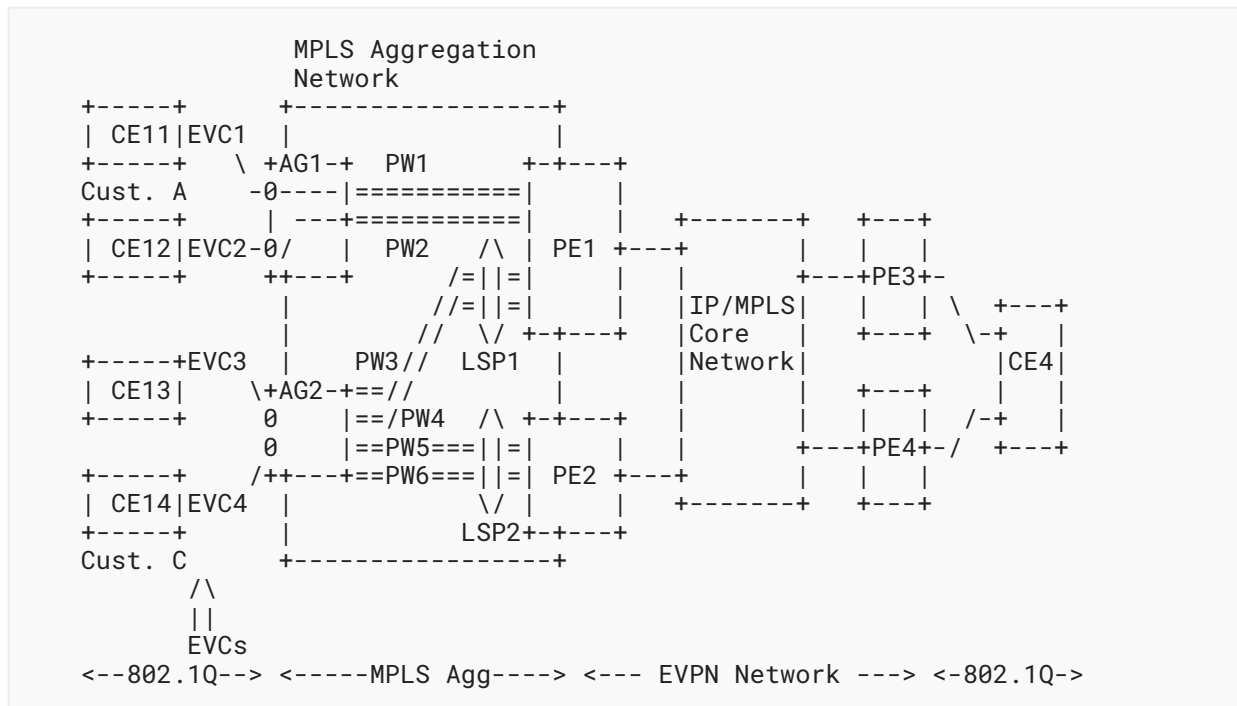 MPLS Aggregation
              Network
+-----+      +-----------------+
| CE11|EVC1  |                 |
+-----+   \ +AG1-+  PW1      +-+---+
Cust. A    -0----|===========|     |
+-----+     | ---+===========|     |   +-------+   +---+
| CE12|EVC2-0/   |  PW2   /\ | PE1 +---+       |   |   |
+-----+     ++---+      /=||=|     |   |       +---+PE3+-
             |         //=||=|     |   |IP/MPLS|   |   | \  +---+
             |        //  \/ +-+---+   |Core   |   +---+  \-+   |
+-----+EVC3  |    PW3//  LSP1  |       |Network|            |CE4|
| CE13|    \+AG2-+==//         |       |       |   +---+    |   |
+-----+     0    |==/PW4  /\ +-+---+   |       |   |   |  /-+   |
            0    |==PW5===||=|     |   |       +---+PE4+-/  +---+
+-----+    /++---+==PW6===||=| PE2 +---+       |   |   |
| CE14|EVC4  |            \/ |     |   +-------+   +---+
+-----+      |           LSP2+-+---+
Cust. C      +-----------------+
       /\
       ||
       EVCs
<--802.1Q--> <-----MPLS Agg----> <--- EVPN Network ---> <-802.1Q->